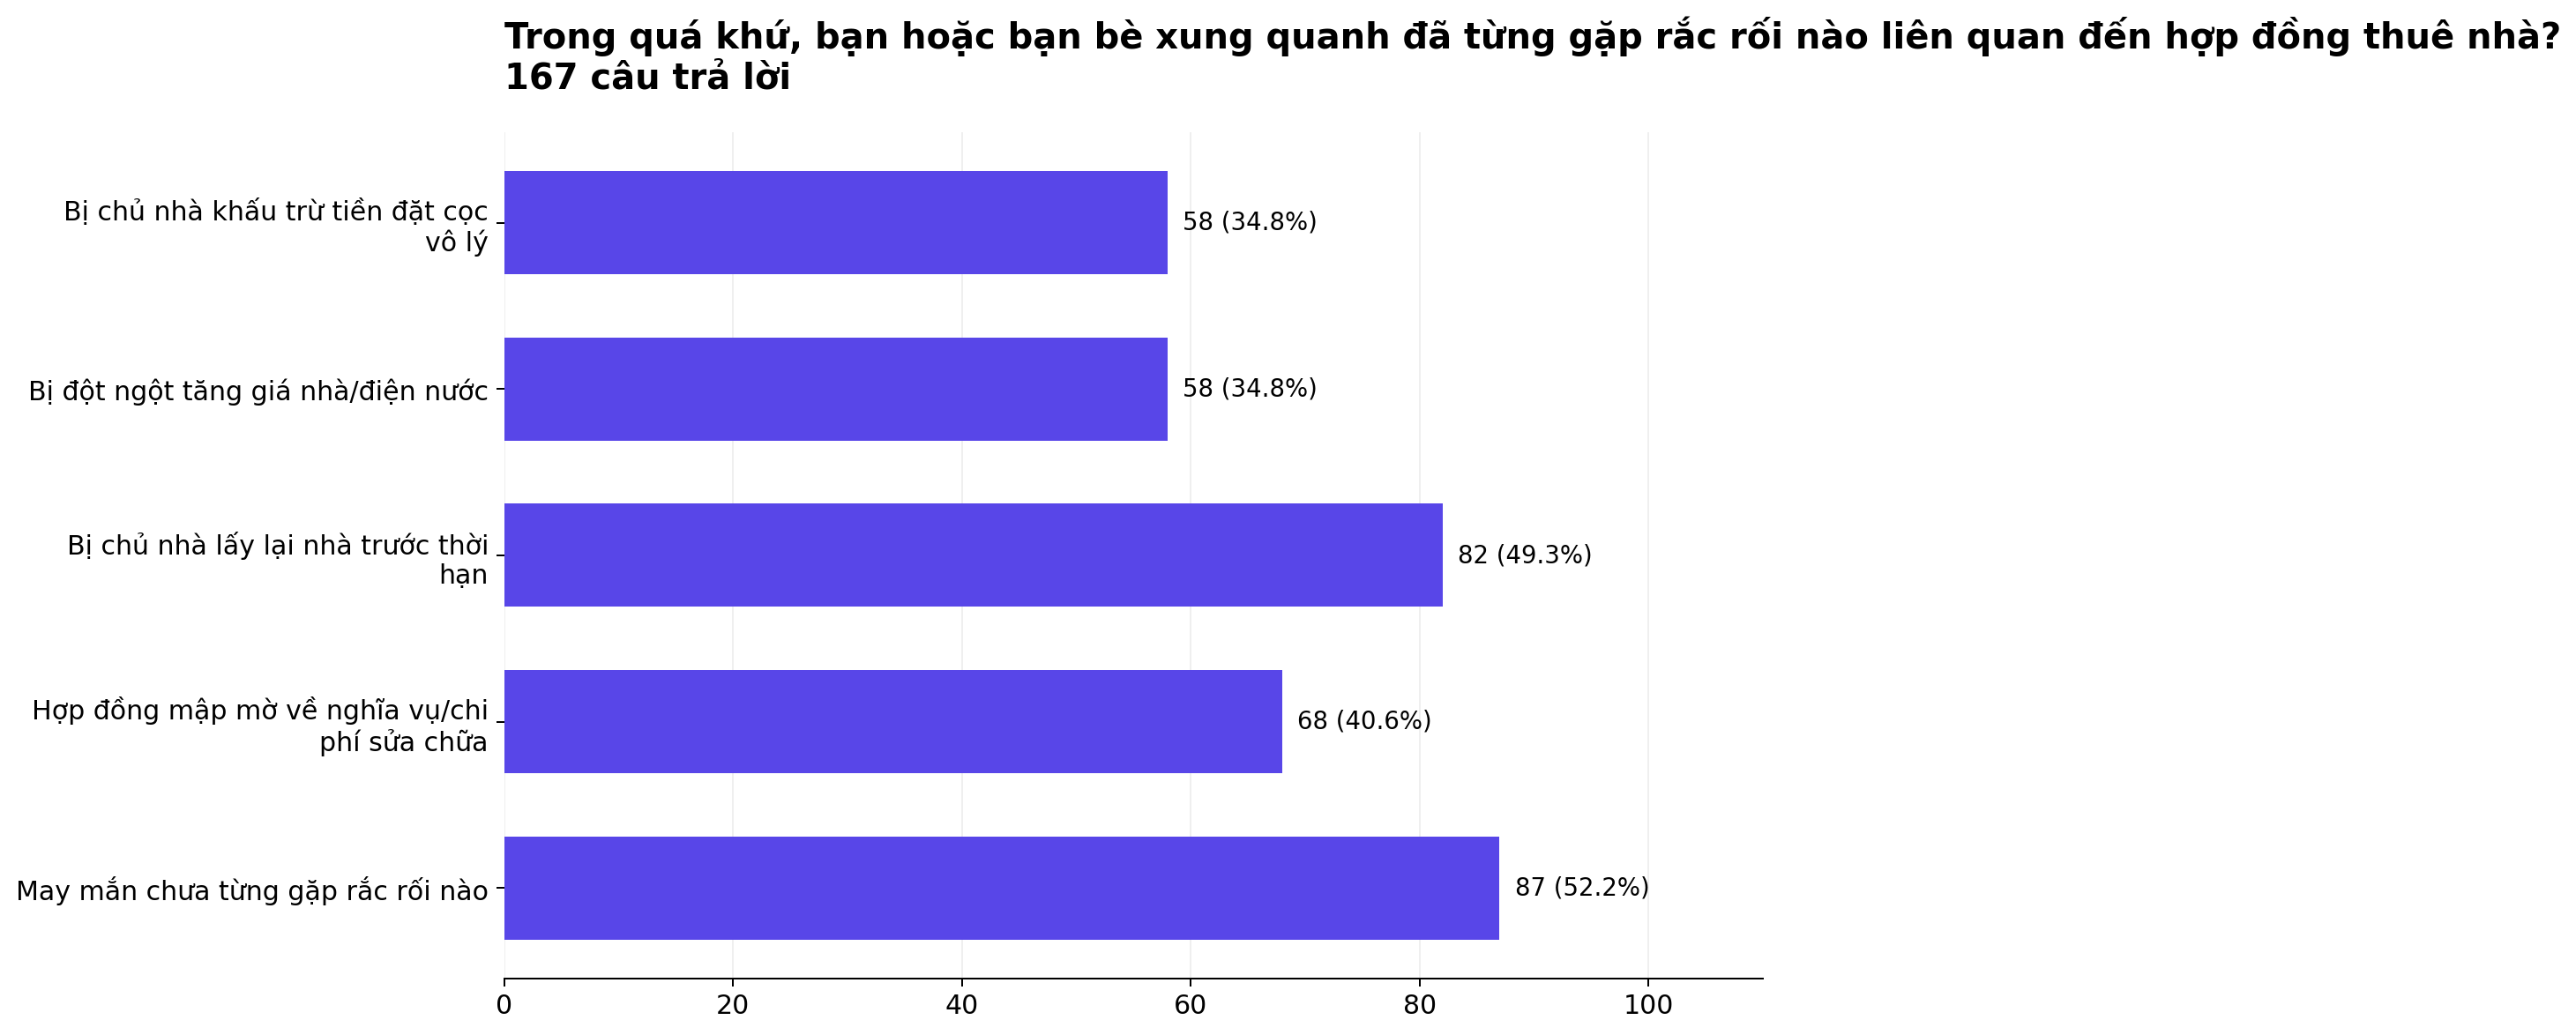 Trong quá khứ, bạn hoặc bạn bè xung quanh đã từng gặp rắc rối nào liên quan đến hợp đồng thuê nhà?
167 câu trả lời
Bị chủ nhà khấu trừ tiền đặt cọc
vô lý
58 (34.8%)
Bị đột ngột tăng giá nhà/điện nước
58 (34.8%)
Bị chủ nhà lấy lại nhà trước thời
hạn
82 (49.3%)
Hợp đồng mập mờ về nghĩa vụ/chi
phí sửa chữa
68 (40.6%)
May mắn chưa từng gặp rắc rối nào
87 (52.2%)
0 20 40 60 80 100